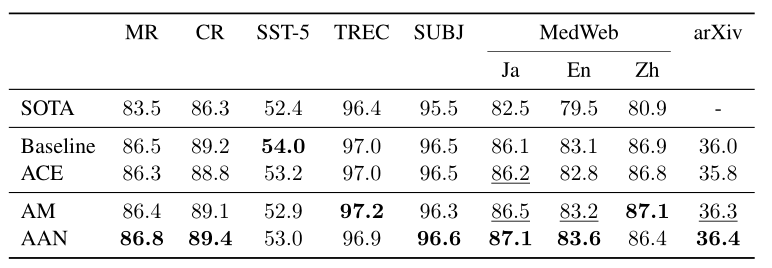 MR CR SST-5 TREC SUBJ MedWeb arXiv
Ja En Zh
SOTA 83.5 86.3 52.4 96.4 95.5 82.5 79.5 80.9 -
Baseline 86.5 89.2 54.0 97.0 96.5 86.1 83.1 86.9 36.0
ACE 86.3 88.8 53.2 97.0 96.5 86.2 82.8 86.8 35.8
AM 86.4 89.1 52.9 97.2 96.3 86.5 83.2 87.1 36.3
AAN 86.8 89.4 53.0 96.9 96.6 87.1 83.6 86.4 36.4